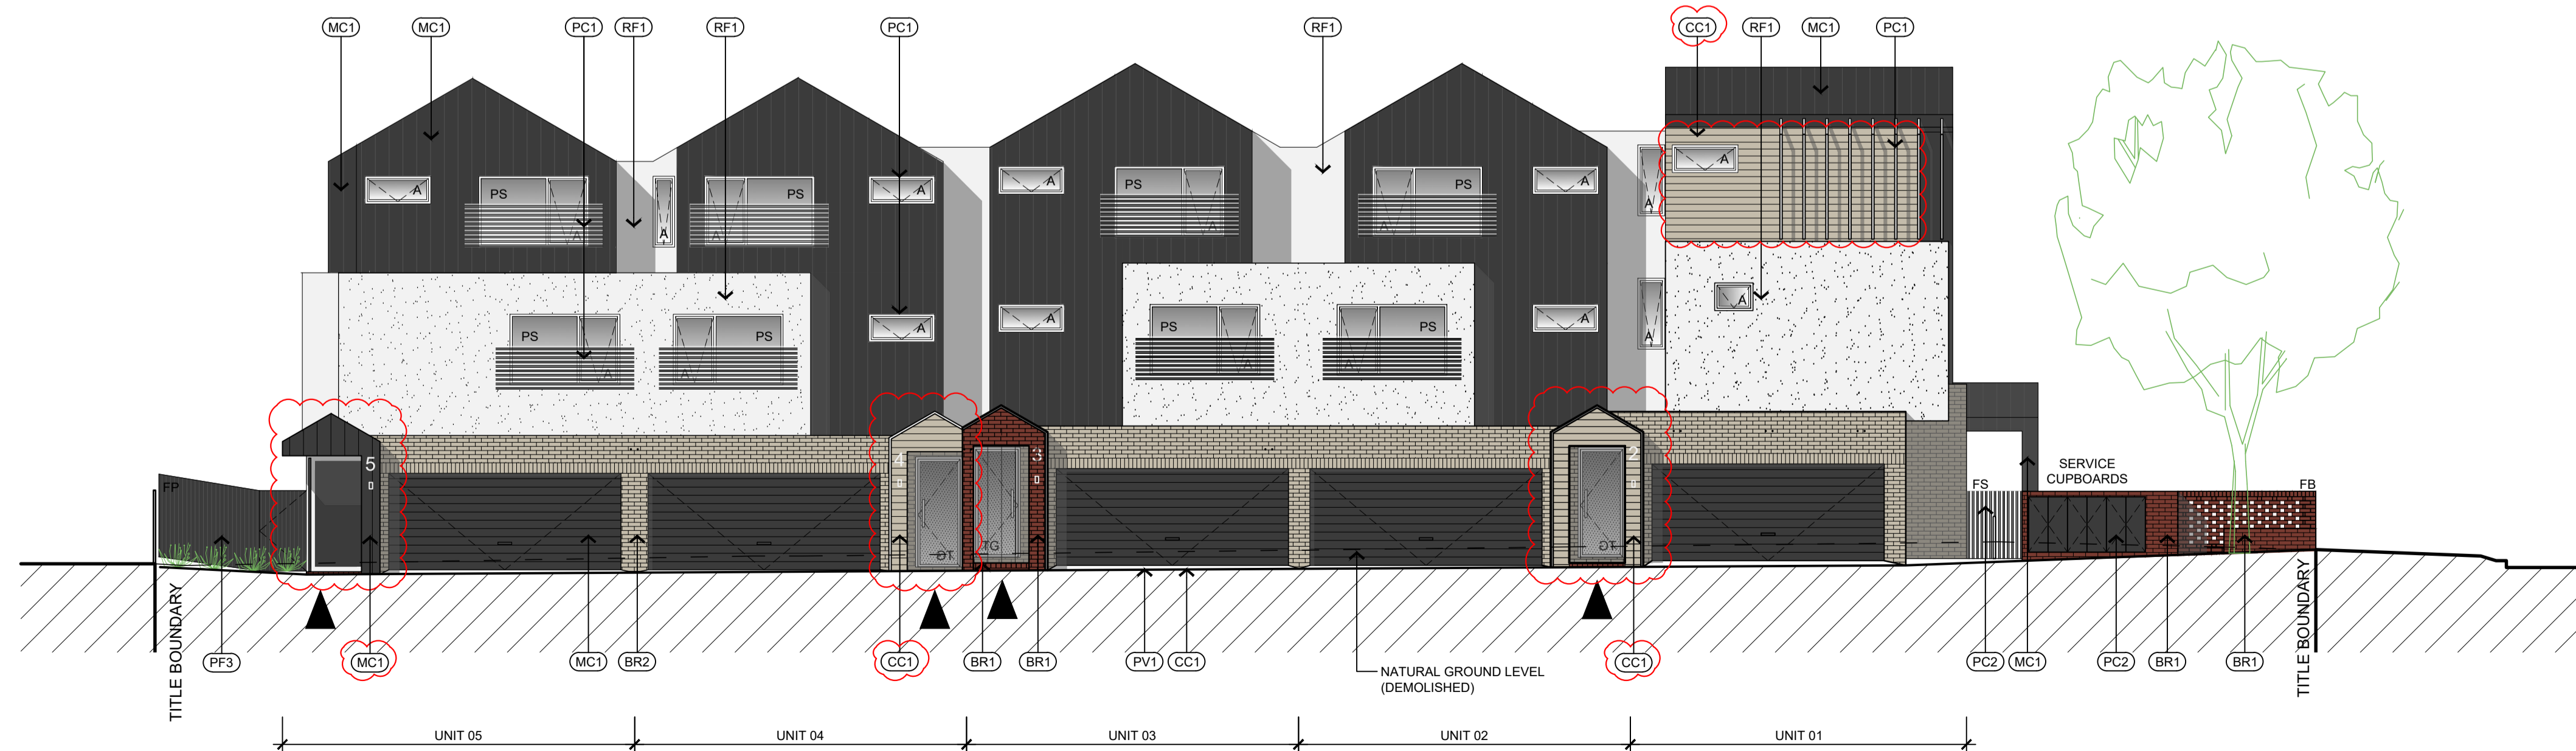 MC1
MC1
PC1
RF1
RF1
PC1
RF1
CC1
RF1
MC1
PC1
A
PS
A
PS
A
A
PS
PS
A
A
A
A
A
A
A
A
PS
PS
A
A
PS
PS
A
A
A
A
A
A
A
A
5
4
3
2
FP
TG
TG
TG
FS
SERVICE
CUPBOARDS
FB
TITLE BOUNDARY
PF3
MC1
MC1
BR2
CC1
BR1
BR1
PV1
CC1
NATURAL GROUND LEVEL
(DEMOLISHED)
CC1
PC2
MC1
PC2
BR1
BR1
TITLE BOUNDARY
UNIT 05
UNIT 04
UNIT 03
UNIT 02
UNIT 01